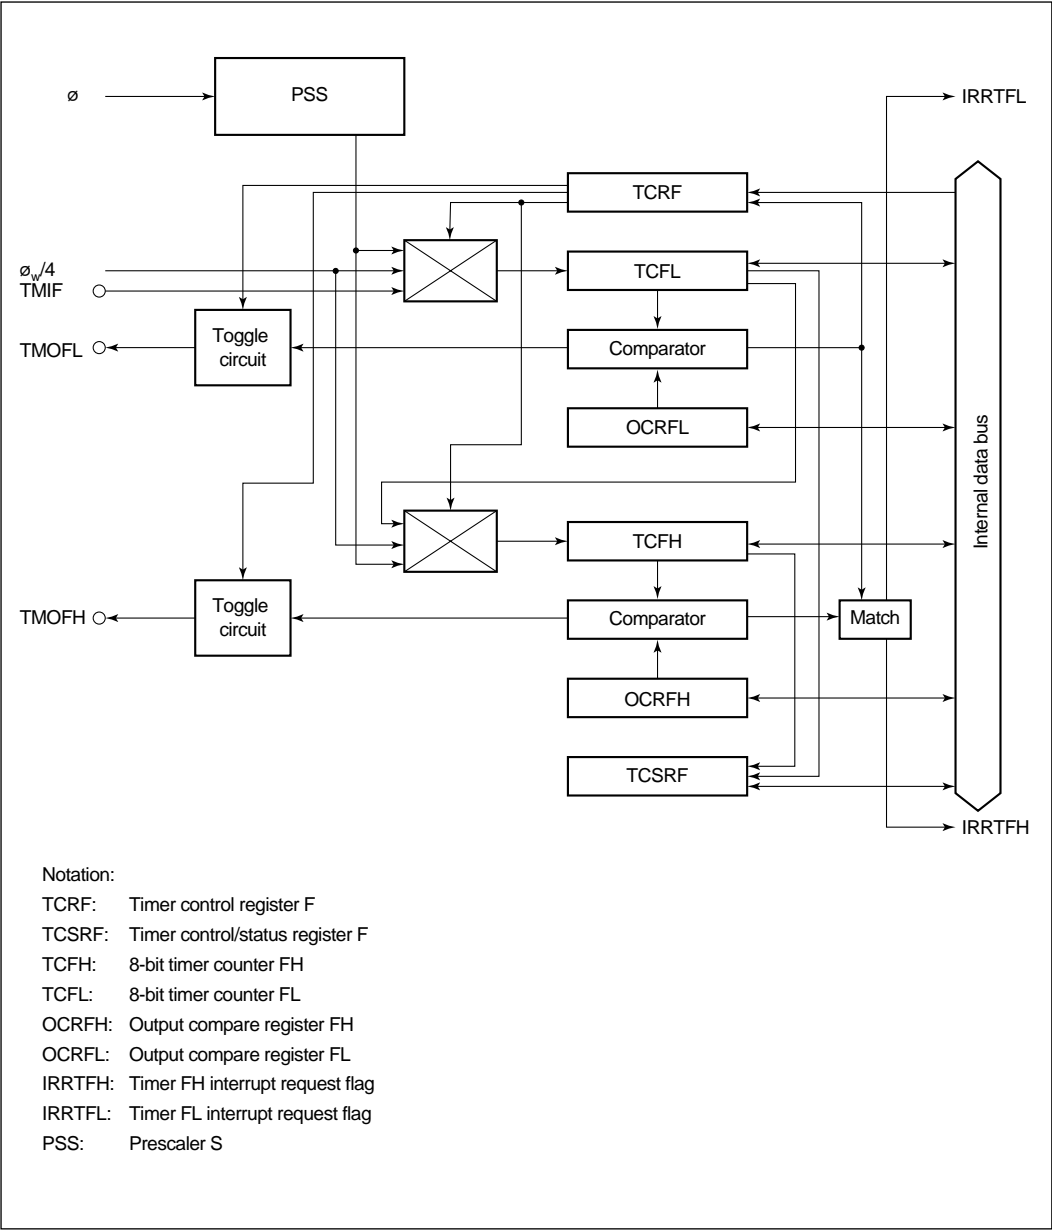 ø
PSS
IRRTFL
TCRF
øw/4
TMIF
TCFL
TMOFL
Toggle
circuit
Comparator
OCRFL
Internal data bus
TCFH
TMOFH
Toggle
circuit
Comparator
Match
OCRFH
TCSRF
IRRTFH
Notation:
TCRF: Timer control register F
TCSRF: Timer control/status register F
TCFH: 8-bit timer counter FH
TCFL: 8-bit timer counter FL
OCRFH: Output compare register FH
OCRFL: Output compare register FL
IRRTFH: Timer FH interrupt request flag
IRRTFL: Timer FL interrupt request flag
PSS: Prescaler S